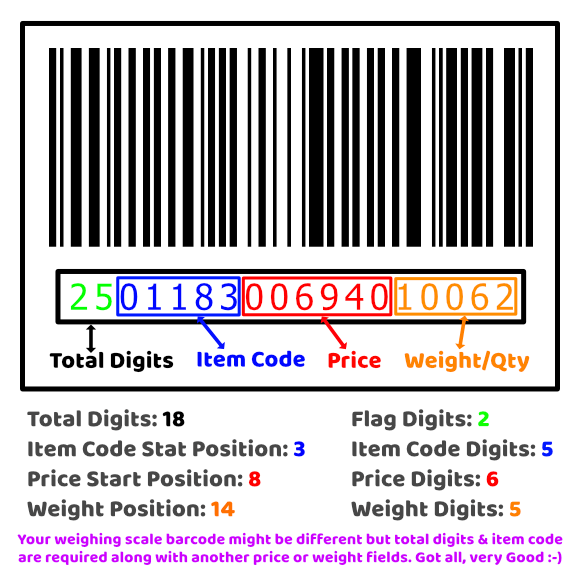 250118300694010062
Total Digits Item Code Price Weight/Qty
Total Digits: 18 Flag Digits: 2
Item Code Stat Position: 3 Item Code Digits: 5
Price Start Position: 8 Price Digits: 6
Weight Position: 14 Weight Digits: 5
Your weighing scale barcode might be different but total digits & item code
are required along with another price or weight fields. Got all, very Good :-)